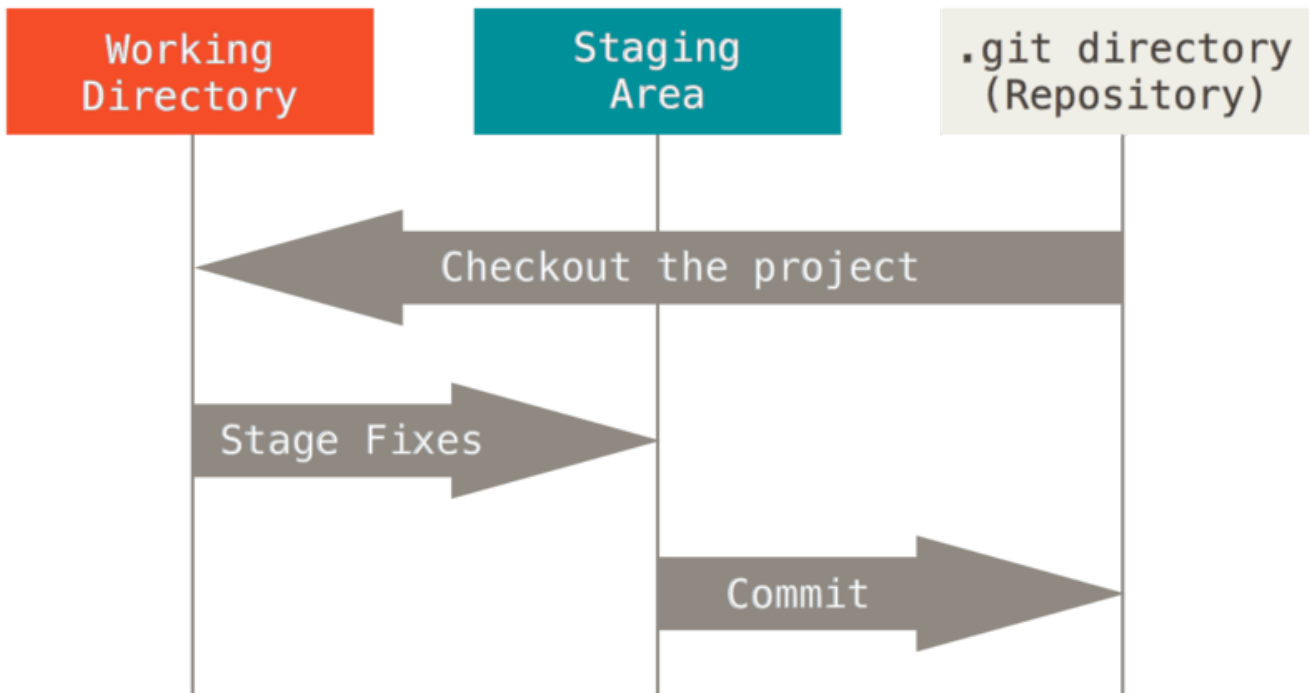 Working
Directory
Staging
Area
.git directory
(Repository)
Checkout the project
Stage Fixes
Commit